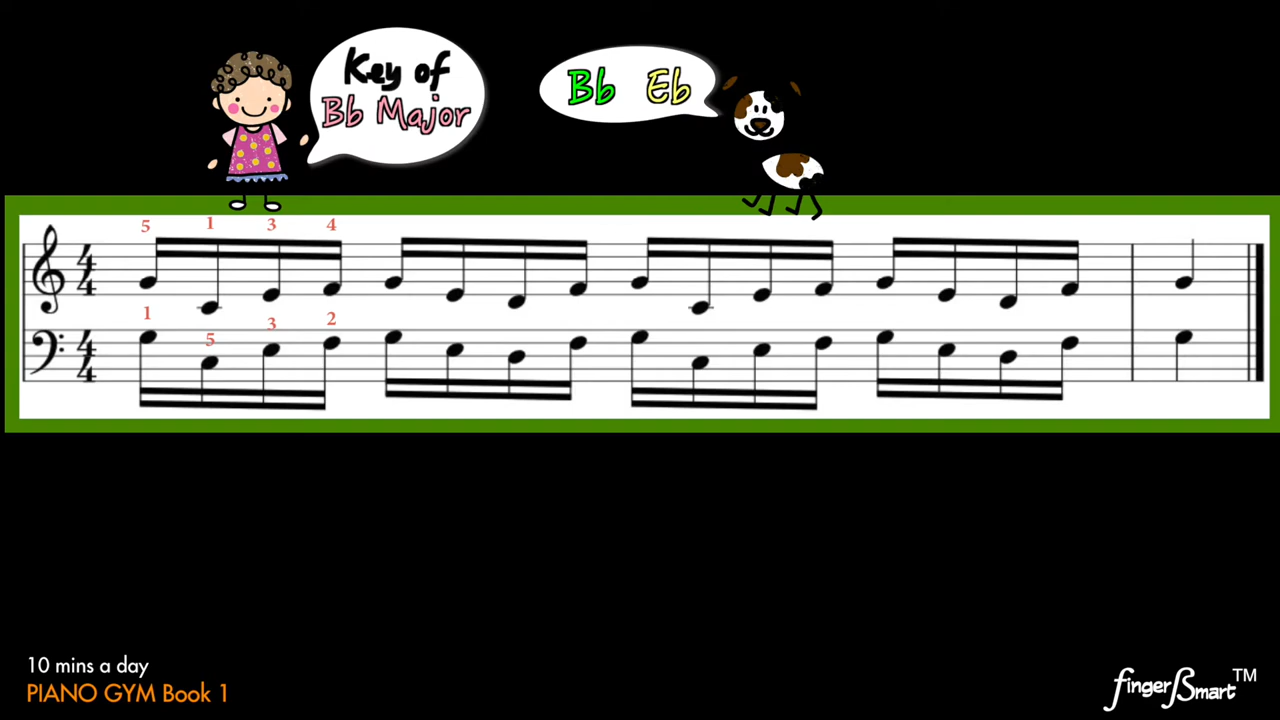 Key of
Bb Major
Bb Eb
5 1 3 4
1 5 3 2
10 mins a day
PIANO GYM Book 1
fingerSmart™